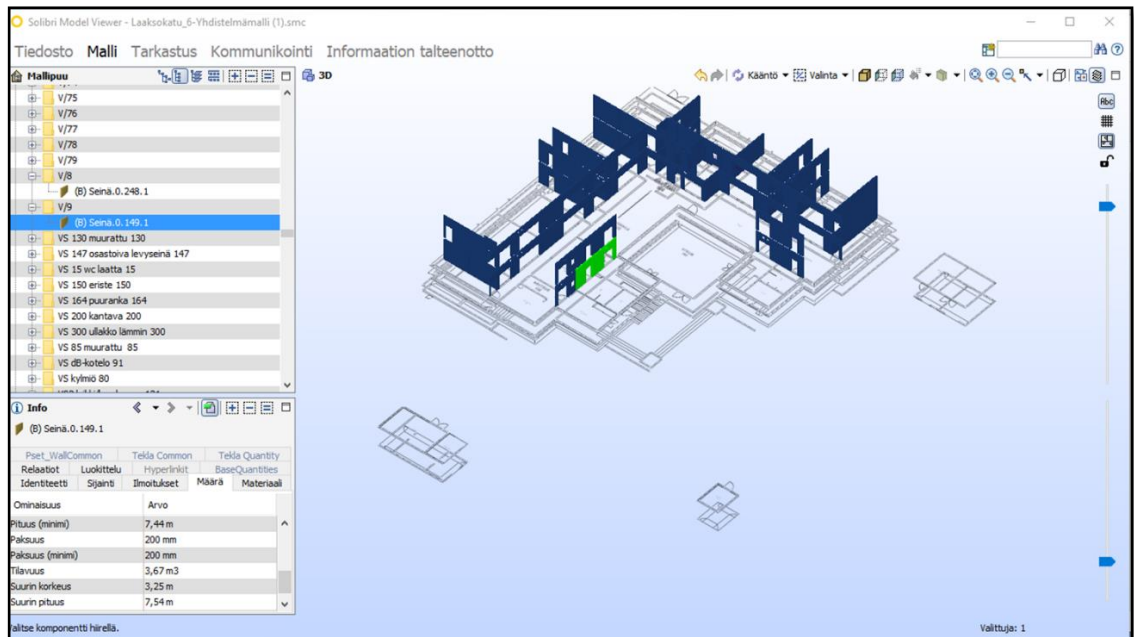 Solibri Model Viewer - Laaksokatu_6-Yhdistelmämalli (1).smc
Tiedosto Malli Tarkastus Kommunikointi Informaation talteenotto
Mallipuu
3D
Kääntö
Valinta
Abc
V/75
V/76
V/77
V/78
V/79
V/8
(B) Seinä.0.248.1
V/9
(B) Seinä.0.149.1
VS 130 muurattu 130
VS 147 osastoiva levyseinä 147
VS 15 wc laatta 15
VS 150 eriste 150
VS 164 puuranka 164
VS 200 kantava 200
VS 300 ullakko lämmin 300
VS 85 muurattu 85
VS dB-kotelo 91
VS kylmiö 80
Info
(B) Seinä.0.149.1
Pset_WallCommon Tekla Common Tekla Quantity
Relaatiot Luokittelu Hyperlinkit BaseQuantities
Identiteetti Sijainti Ilmoitukset Määrä Materiaali
Ominaisuus Arvo
Pituus (minimi) 7,44 m
Paksuus 200 mm
Paksuus (minimi) 200 mm
Tilavuus 3,67 m3
Suurin korkeus 3,25 m
Suurin pituus 7,54 m
Valitse komponentti hiirellä.
Valittuja: 1